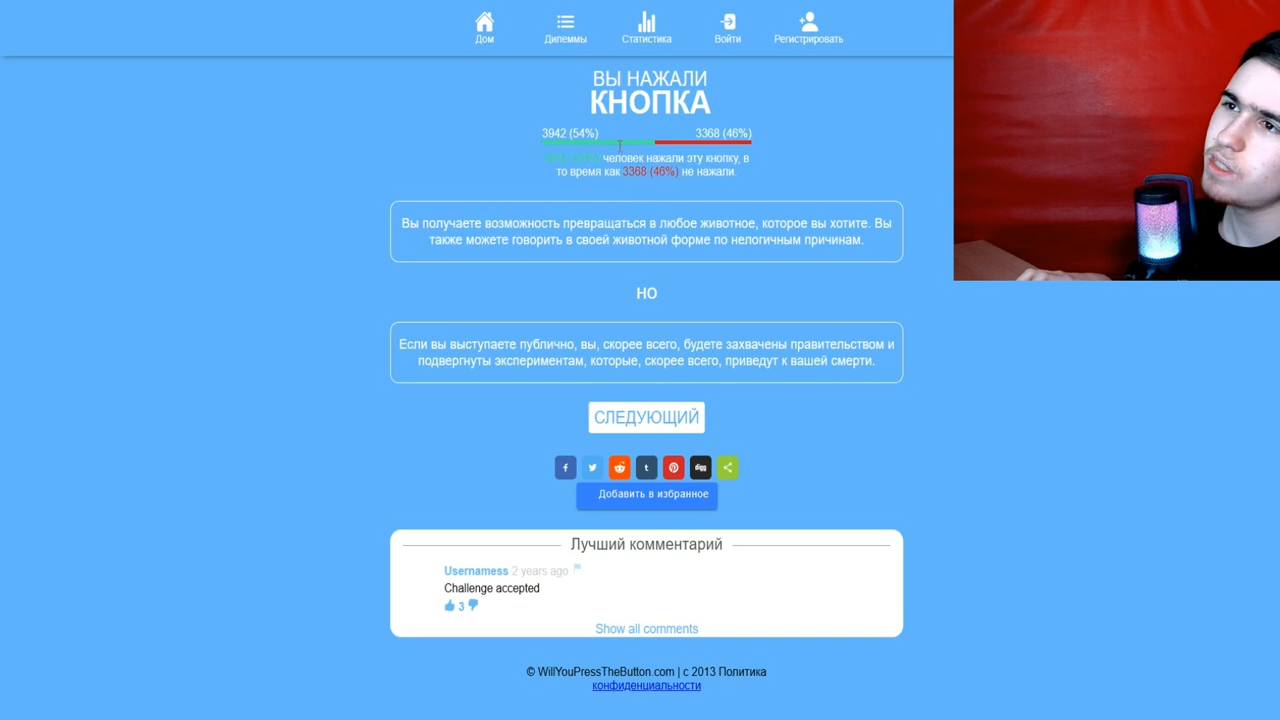 Дом
Дилеммы
Статистика
Войти
Регистрировать
ВЫ НАЖАЛИ
КНОПКА
3942 (54%) 3368 (46%)
3942 (54%) человек нажали эту кнопку, в
то время как 3368 (46%) не нажали.
Вы получаете возможность превращаться в любое животное, которое вы хотите. Вы
также можете говорить в своей животной форме по нелогичным причинам.
НО
Если вы выступаете публично, вы, скорее всего, будете захвачены правительством и
подвергнуты экспериментам, которые, скорее всего, приведут к вашей смерти.
СЛЕДУЮЩИЙ
f t digg
Добавить в избранное
Лучший комментарий
Usernamess 2 years ago
Challenge accepted
3
Show all comments
© WillYouPressTheButton.com | с 2013 Политика
конфиденциальности